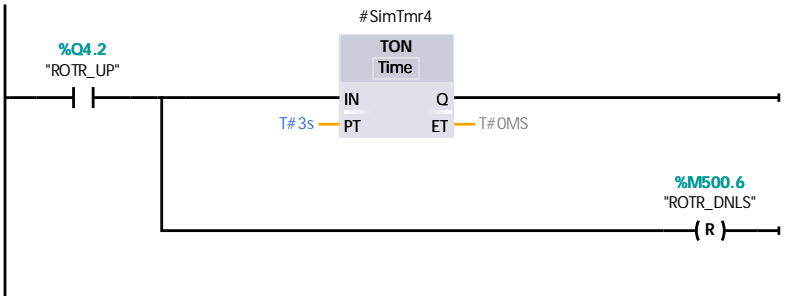 #SimTmr4
%Q4.2
"ROTR_UP"
TON
Time
IN
Q
T#3s
PT
ET
T#0MS
%M500.6
"ROTR_DNLS"
R